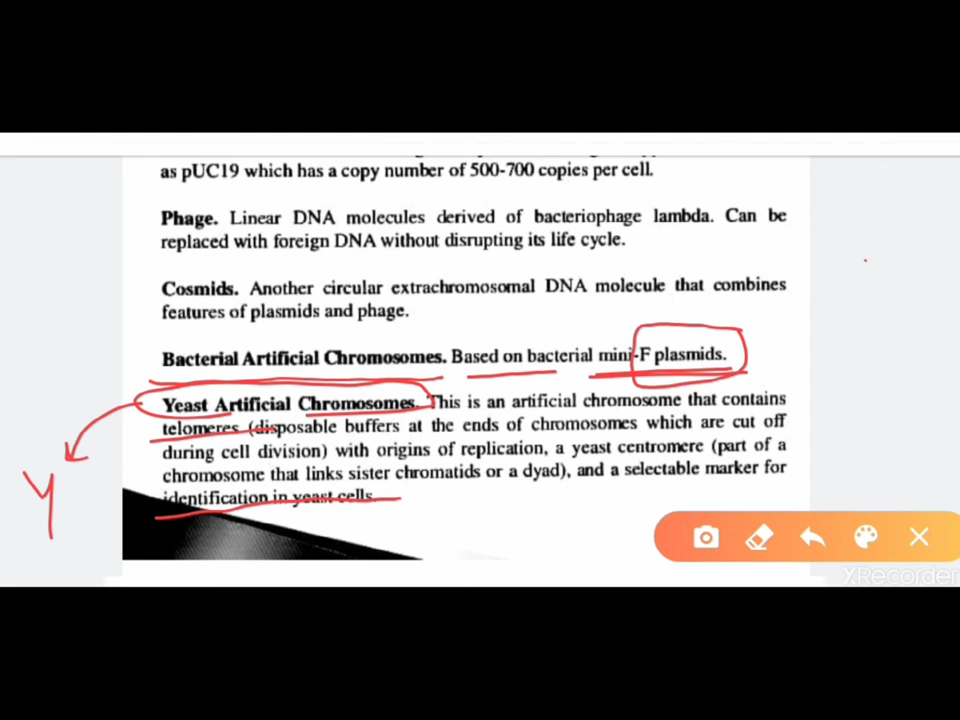 as pUC19 which has a copy number of 500-700 copies per cell.
Phage. Linear DNA molecules derived of bacteriophage lambda. Can be
replaced with foreign DNA without disrupting its life cycle.
Cosmids. Another circular extrachromosomal DNA molecule that combines
features of plasmids and phage.
Bacterial Artificial Chromosomes. Based on bacterial mini-F plasmids.
Yeast Artificial Chromosomes. This is an artificial chromosome that contains
telomeres (disposable buffers at the ends of chromosomes which are cut off
during cell division) with origins of replication, a yeast centromere (part of a
chromosome that links sister chromatids or a dyad), and a selectable marker for
identification in yeast cells.
Y
XRecorder